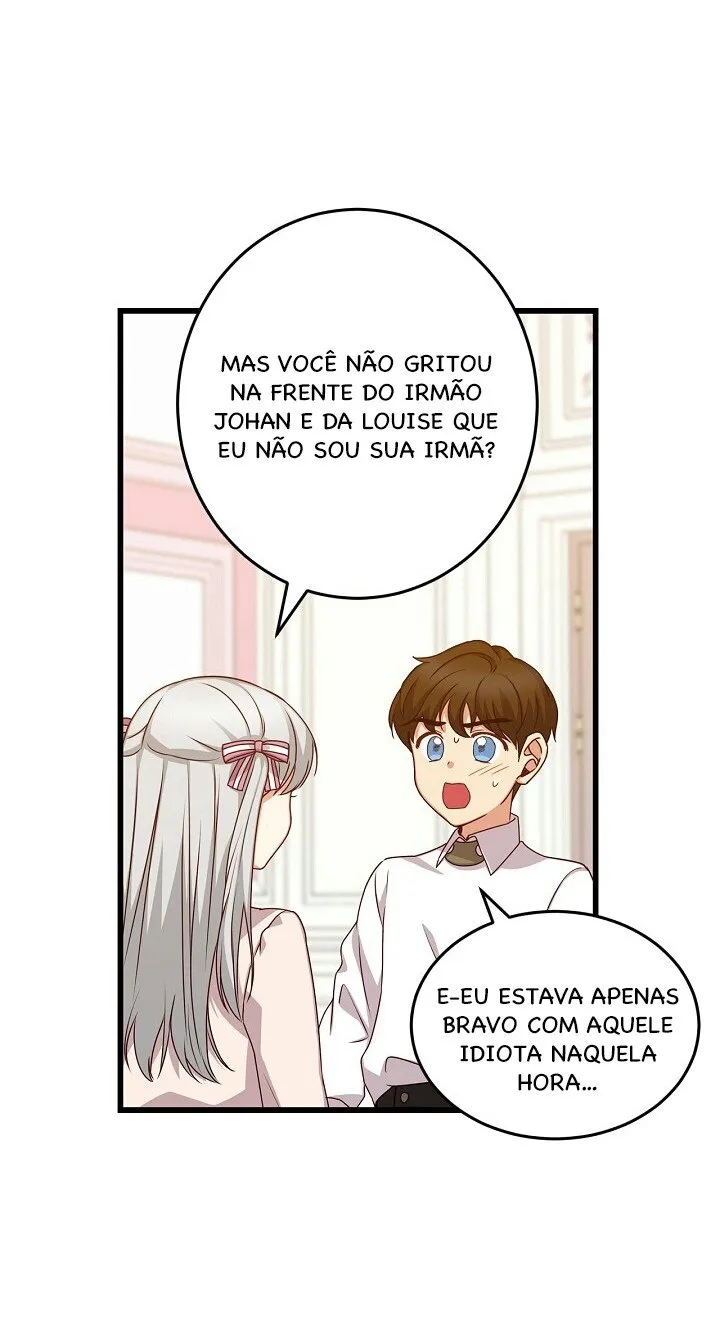 MAS VOCÊ NÃO GRITOU
NA FRENTE DO IRMÃO
JOHAN E DA LOUISE QUE
EU NÃO SOU SUA IRMÃ?
E-EU ESTAVA APENAS
BRAVO COM AQUELE
IDIOTA NAQUELA
HORA...